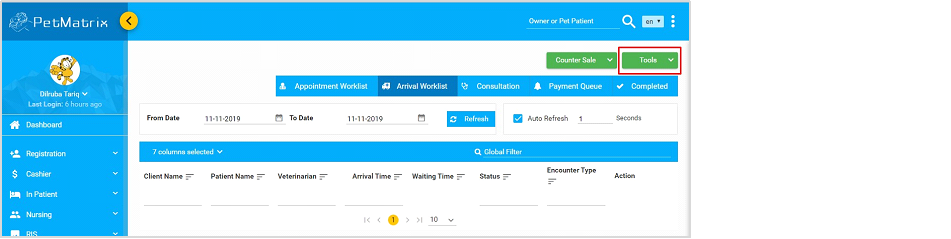 PetMatrix
Owner or Pet Patient
en
Counter Sale
Tools
Dilruba Tariq
Last Login: 6 hours ago
Appointment Worklist
Arrival Worklist
Consultation
Payment Queue
Completed
Dashboard
From Date
11-11-2019
To Date
11-11-2019
Refresh
Auto Refresh
1
Seconds
Registration
7 columns selected
Global Filter
Cashier
Client Name
Patient Name
Veterinarian
Arrival Time
Waiting Time
Status
Encounter Type
Action
In Patient
Nursing
1
10
RIS